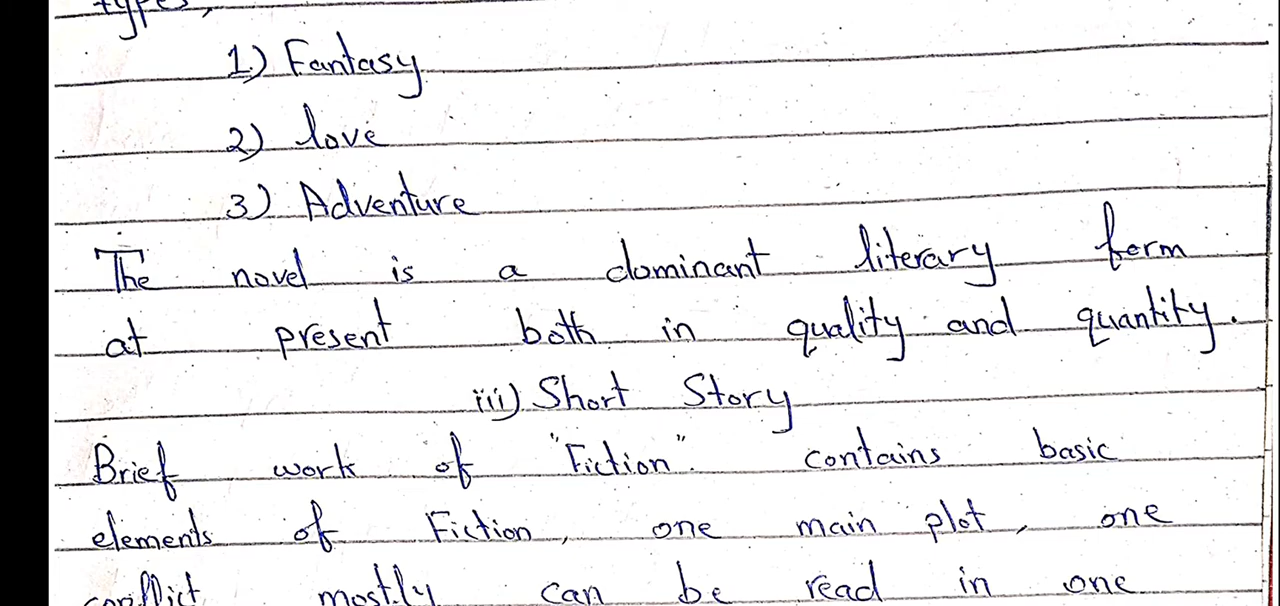 types,
1) Fantasy
2) love
3) Adventure
The novel is a dominant literary form
at present both in quality and quantity.
iii) Short Story
Brief work of "Fiction". contains basic
elements of Fiction, one main plot, one
conflict mostly can be read in one